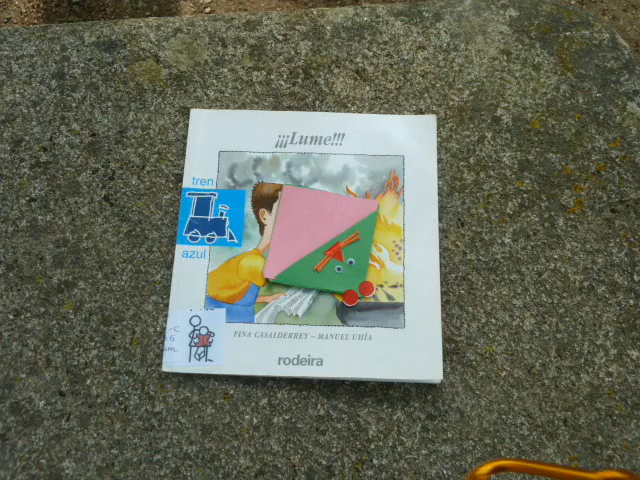 ¡¡¡Lume!!!
tren
azul
FINA CASALDERREY – MANUEL UHÍA
rodeira